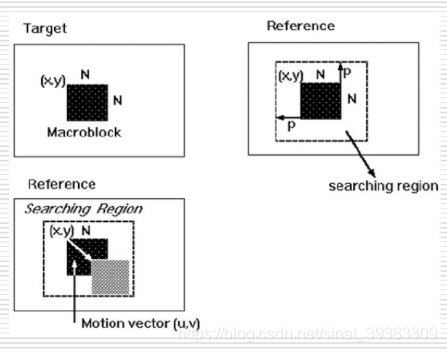 Target
(x,y) N
N
Macroblock
Reference
(x,y) N
p
N
p
searching region
Reference
Searching Region
(x,y) N
Motion vector (u,v)
https://blog.csdn.net/sinat_39383309